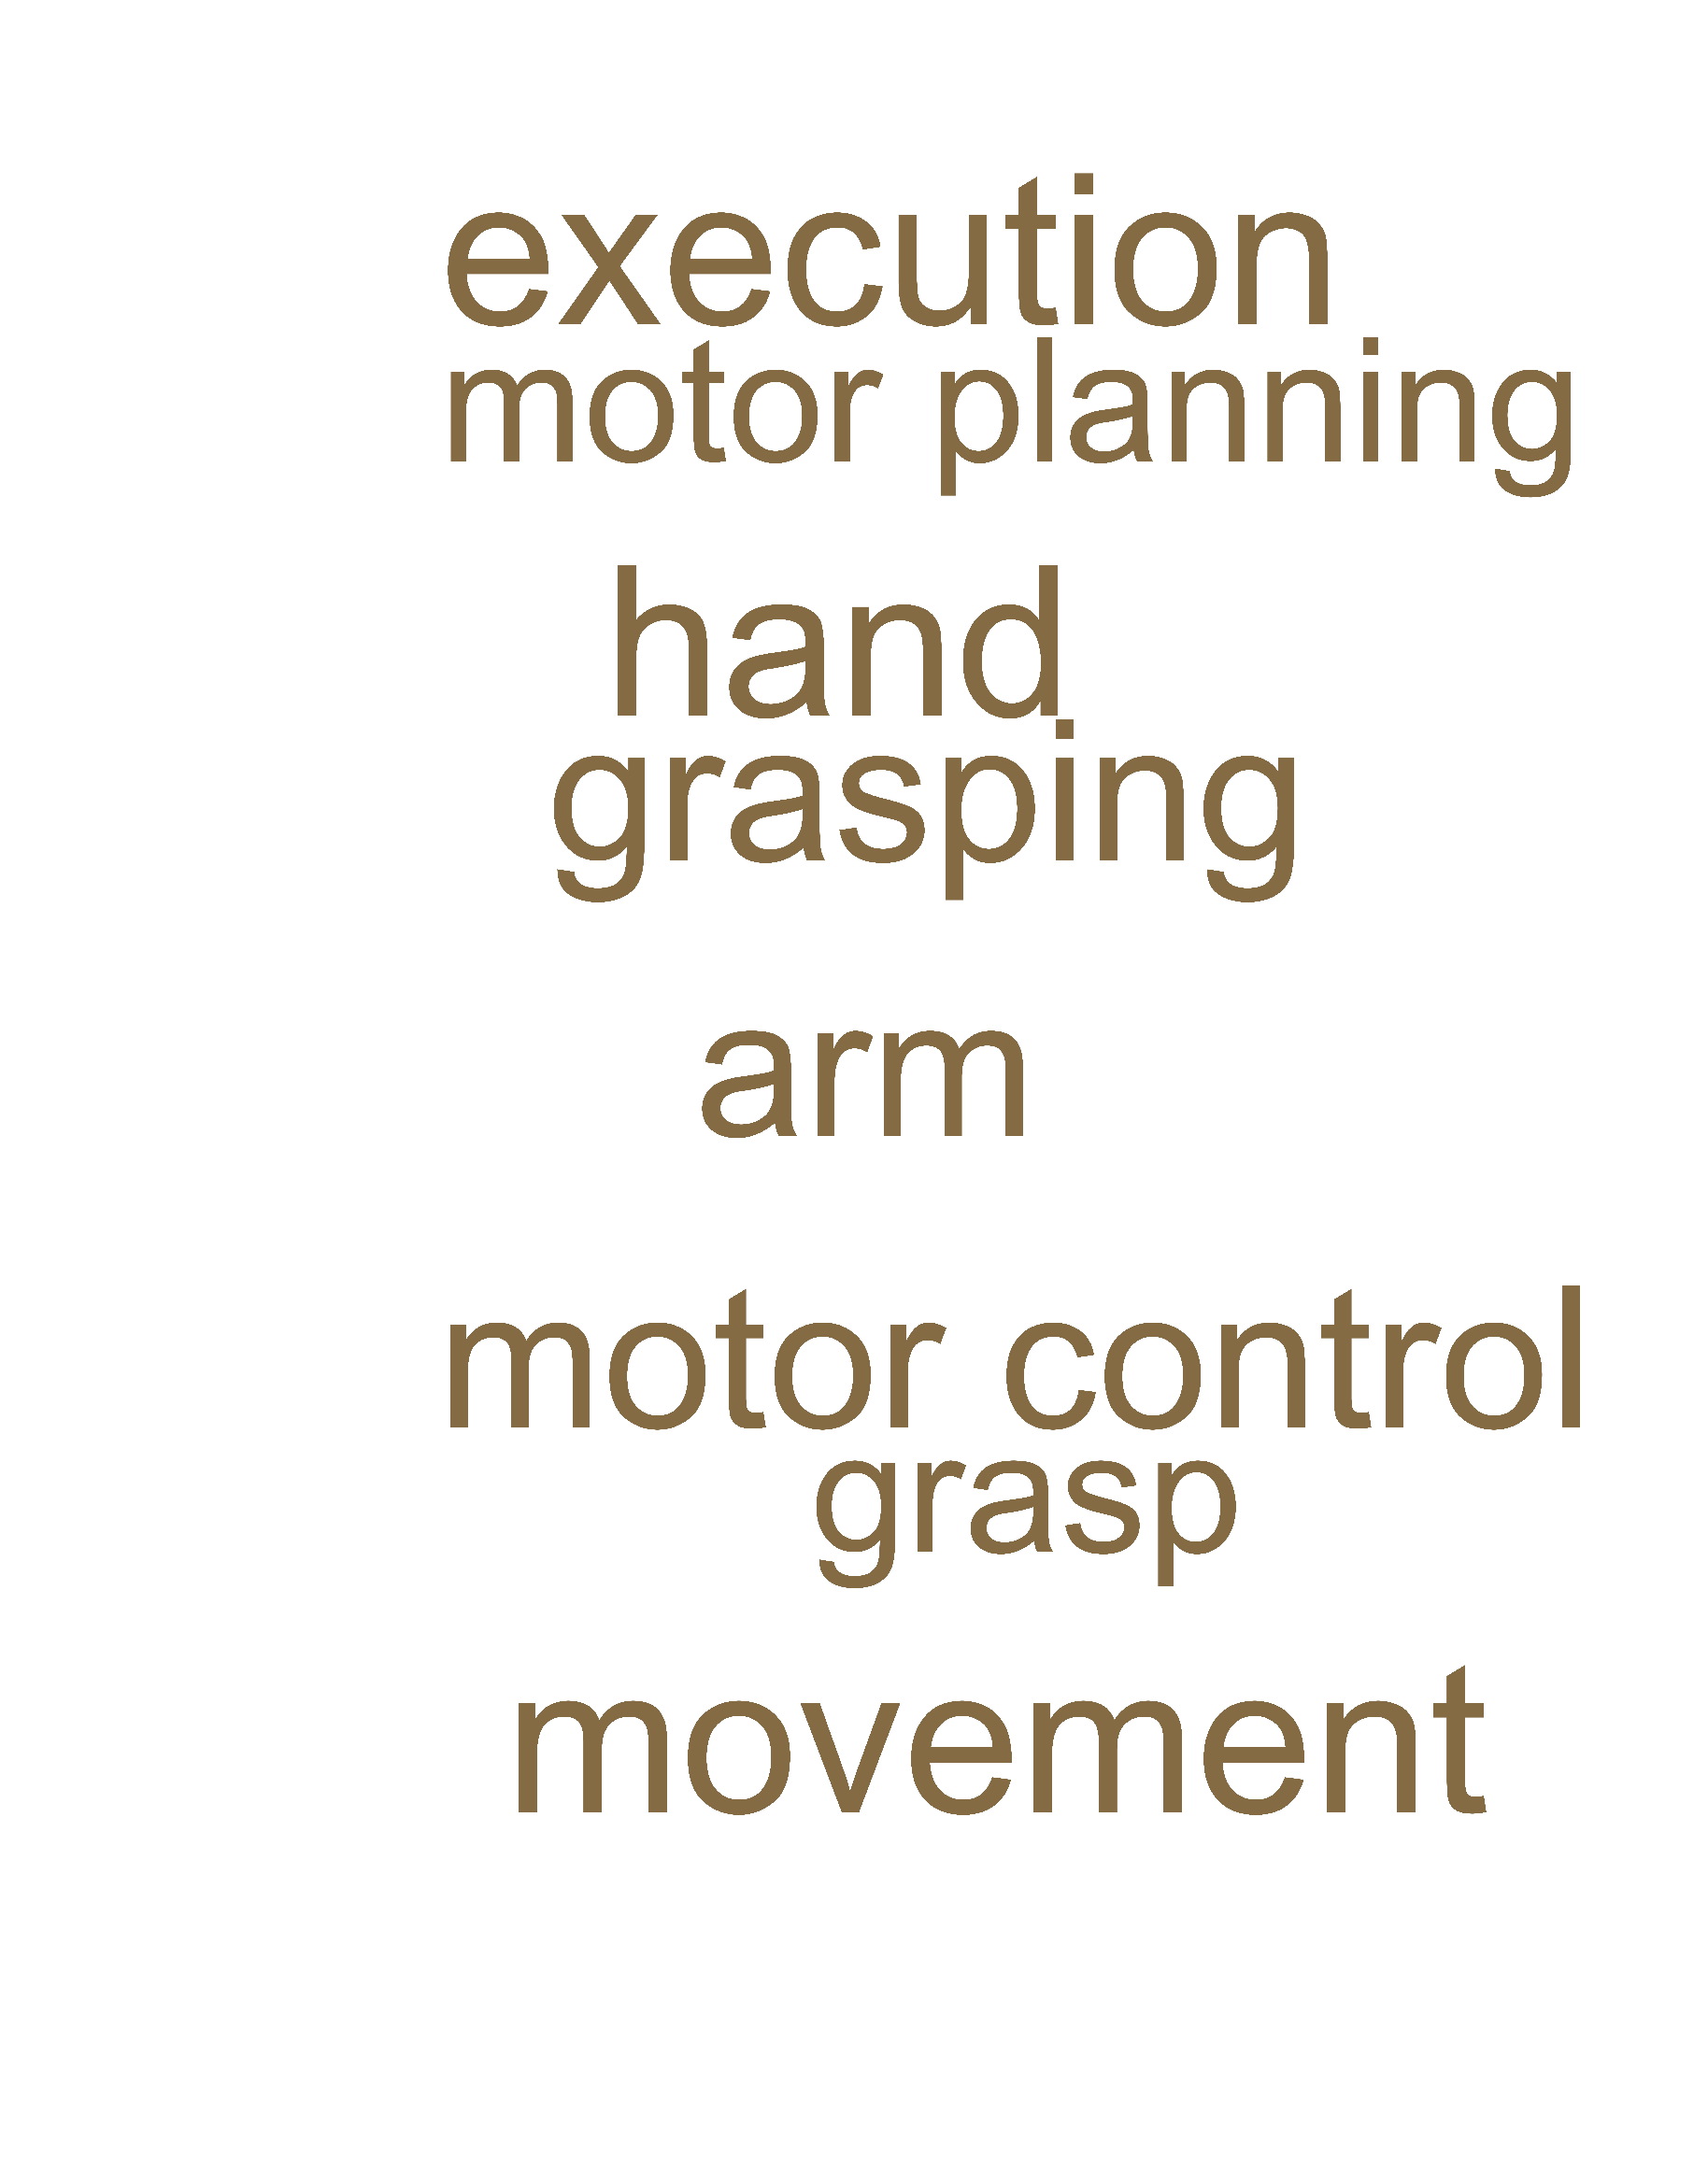 execution
motor planning
hand
grasping
arm
motor control
grasp
movement